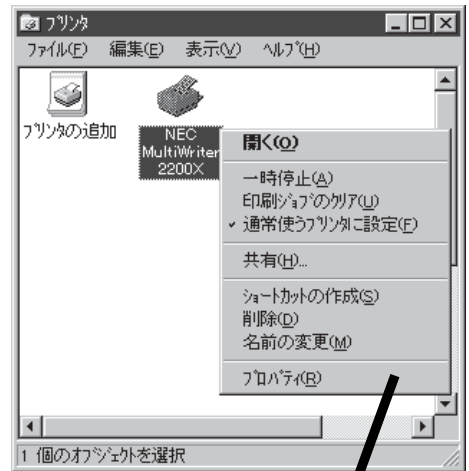 プリンタ
ファイル(F) 編集(E) 表示(V) ヘルプ(H)
プリンタの追加
NEC
MultiWriter
2200X
開く(O)
一時停止(A)
印刷ジョブのクリア(U)
✓ 通常使うプリンタに設定(F)
共有(H)...
ショートカットの作成(S)
削除(D)
名前の変更(M)
プロパティ(R)
1 個のオブジェクトを選択